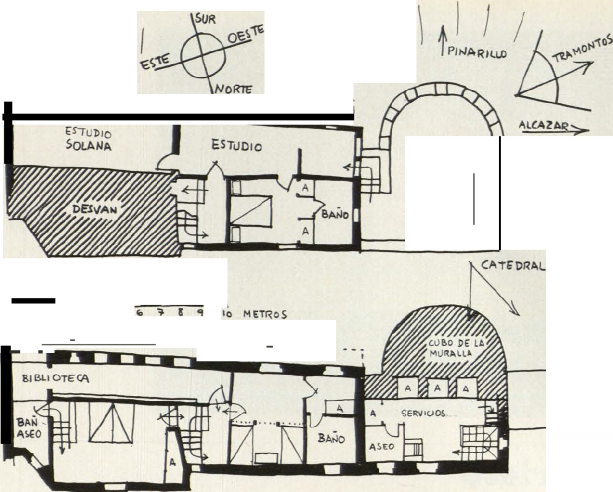 SUR
OESTE
ESTE
NORTE
PINARILLO
TRAMONTOS
ALCAZAR
ESTUDIO
SOLANA
ESTUDIO
DESVAN
A
BAÑO
A
CATEDRAL
6 7 8 9 10 METROS
CUBO DE LA
MURALLA
BIBLIOTECA
A A A
BAÑ
ASEO
A
A
BAÑO
A
SERVICIOS
ASEO